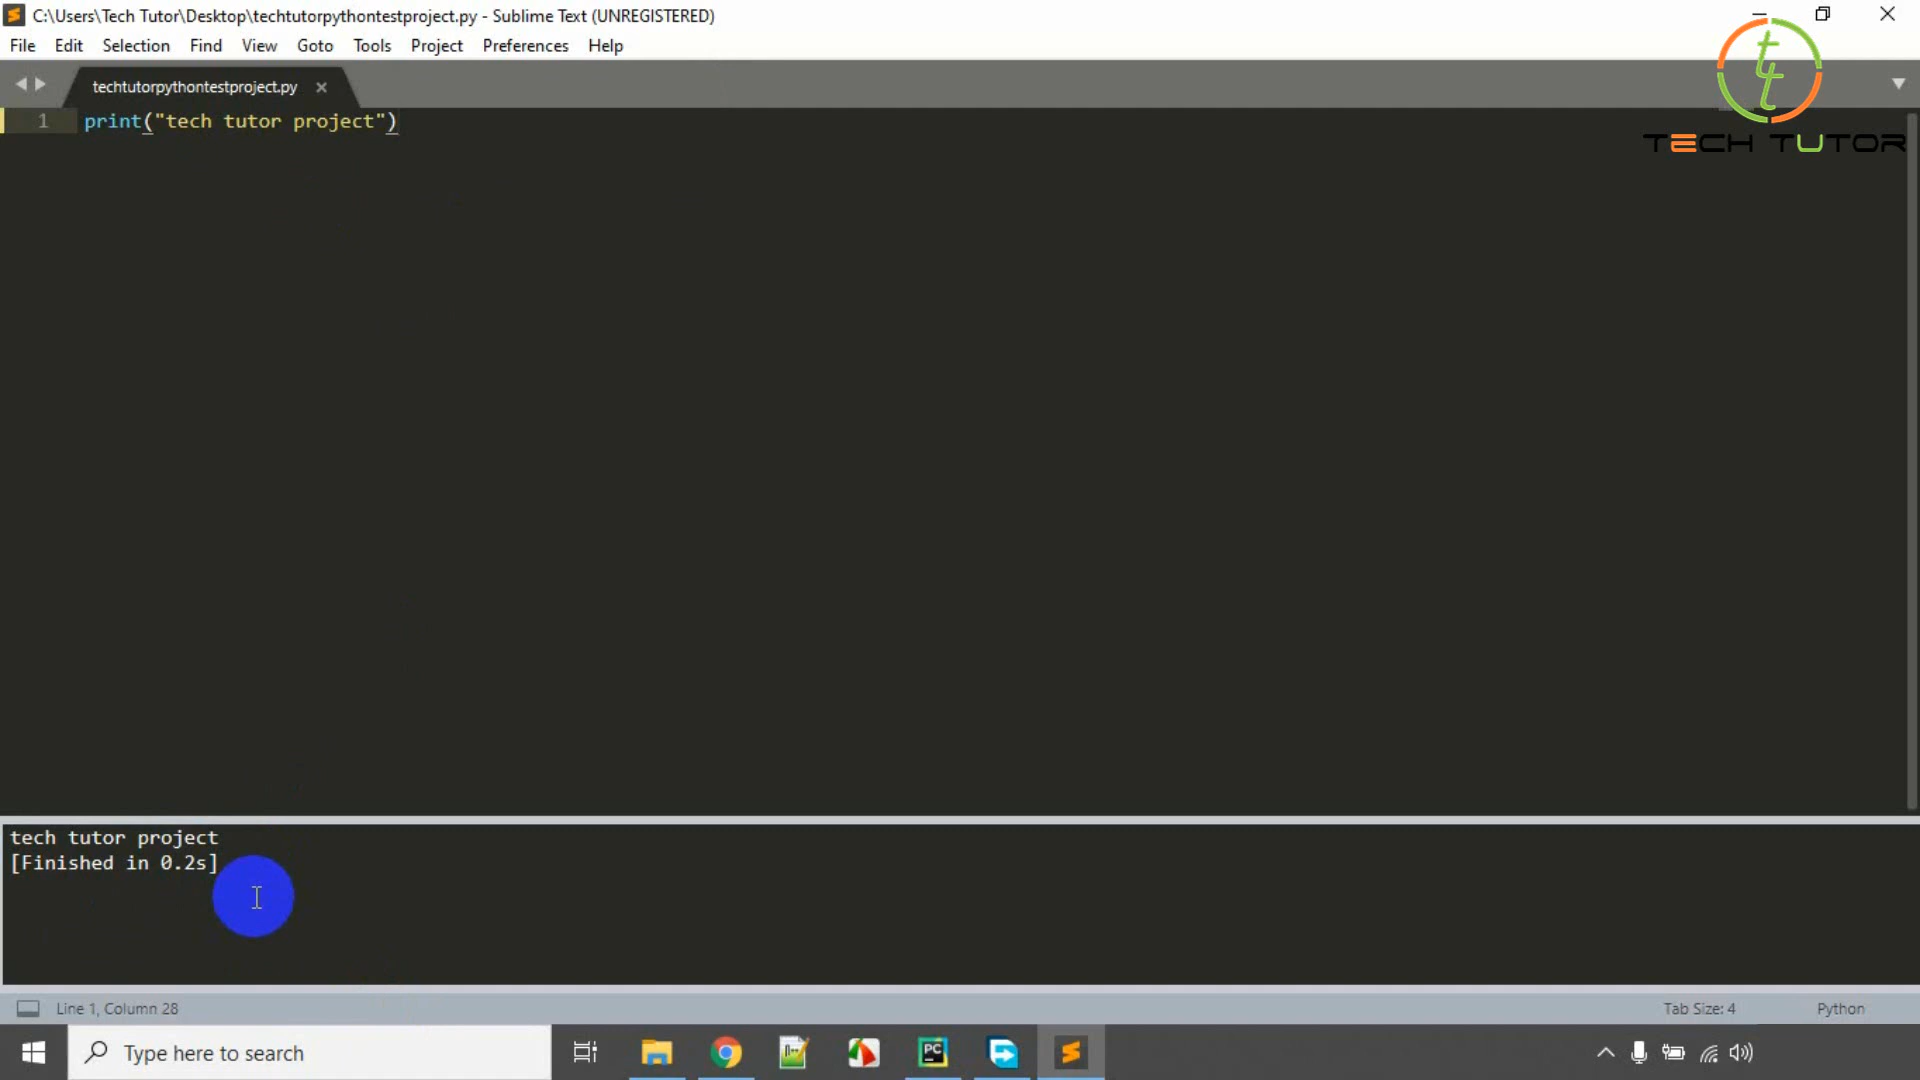 C:\Users\Tech Tutor\Desktop\techtutorpythontestproject.py - Sublime Text (UNREGISTERED)
File Edit Selection Find View Goto Tools Project Preferences Help
techtutorpythontestproject.py
1 print("tech tutor project")
TECH TUTOR
tech tutor project
[Finished in 0.2s]
Line 1, Column 28
Tab Size: 4
Python
Type here to search
PC